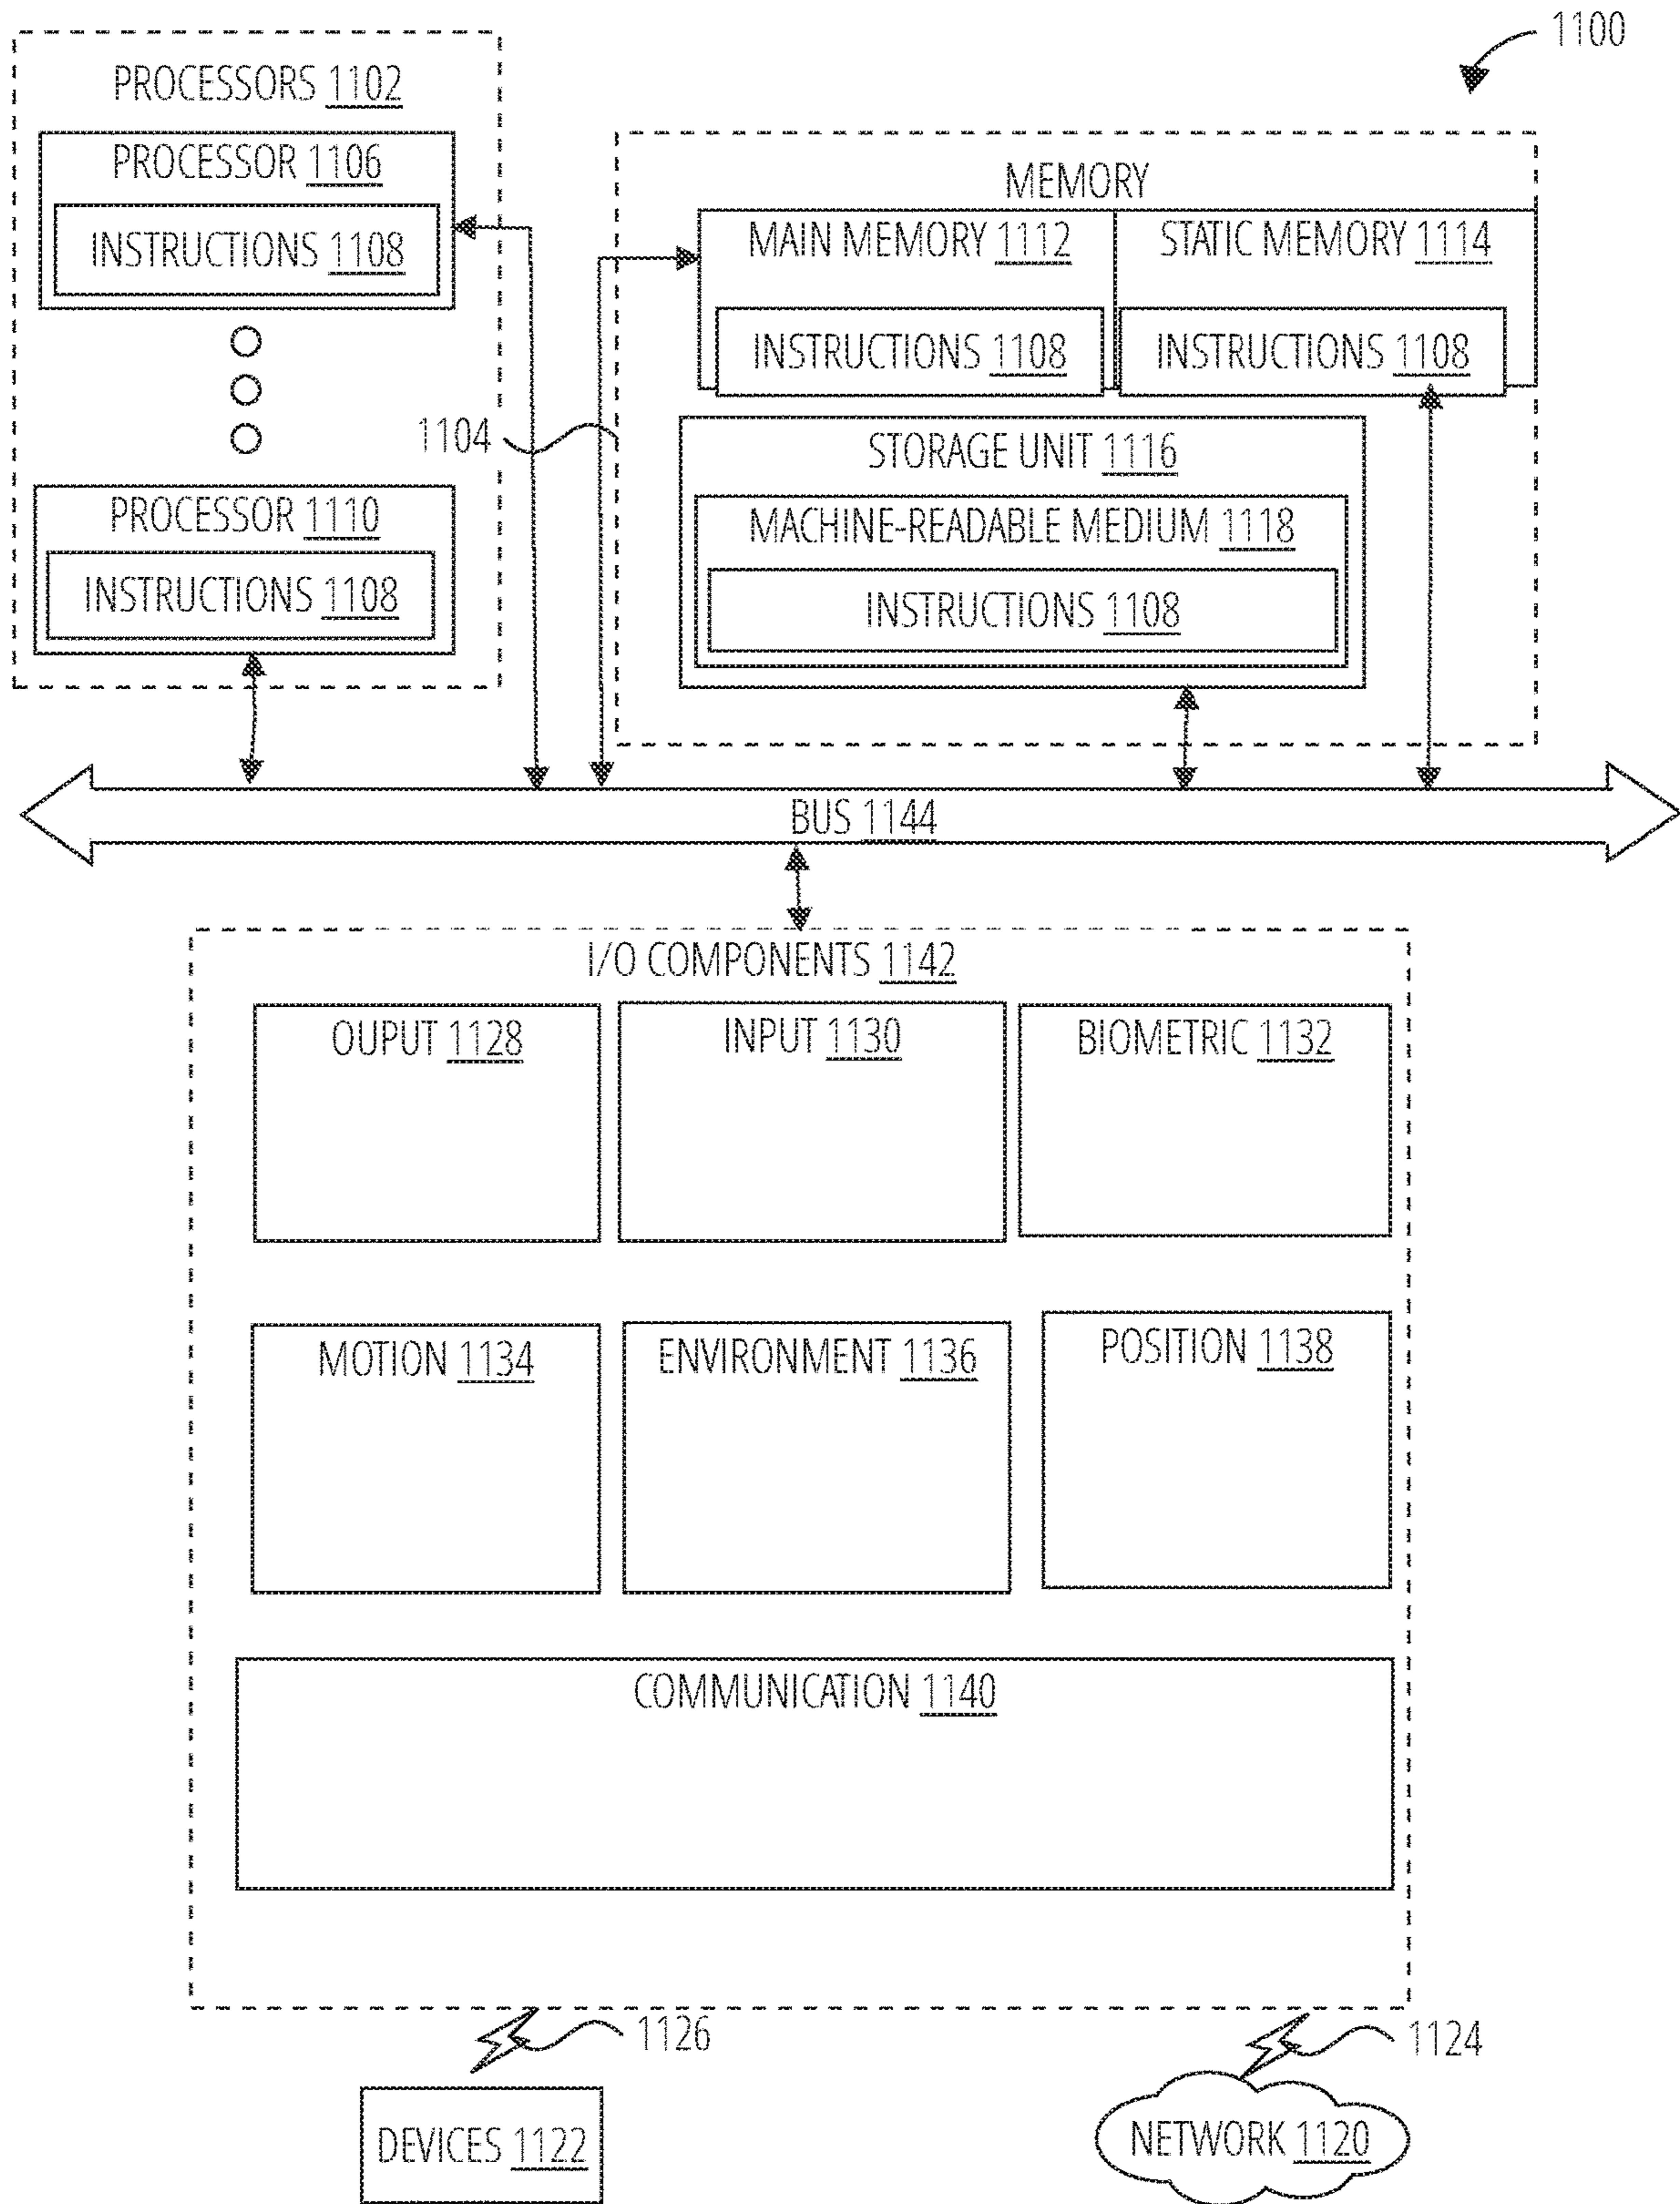 1100
PROCESSORS 1102
PROCESSOR 1106
INSTRUCTIONS 1108
PROCESSOR 1110
INSTRUCTIONS 1108
1104
MEMORY
MAIN MEMORY 1112
INSTRUCTIONS 1108
STATIC MEMORY 1114
INSTRUCTIONS 1108
STORAGE UNIT 1116
MACHINE-READABLE MEDIUM 1118
INSTRUCTIONS 1108
BUS 1144
I/O COMPONENTS 1142
OUPUT 1128
INPUT 1130
BIOMETRIC 1132
MOTION 1134
ENVIRONMENT 1136
POSITION 1138
COMMUNICATION 1140
1126
1124
DEVICES 1122
NETWORK 1120